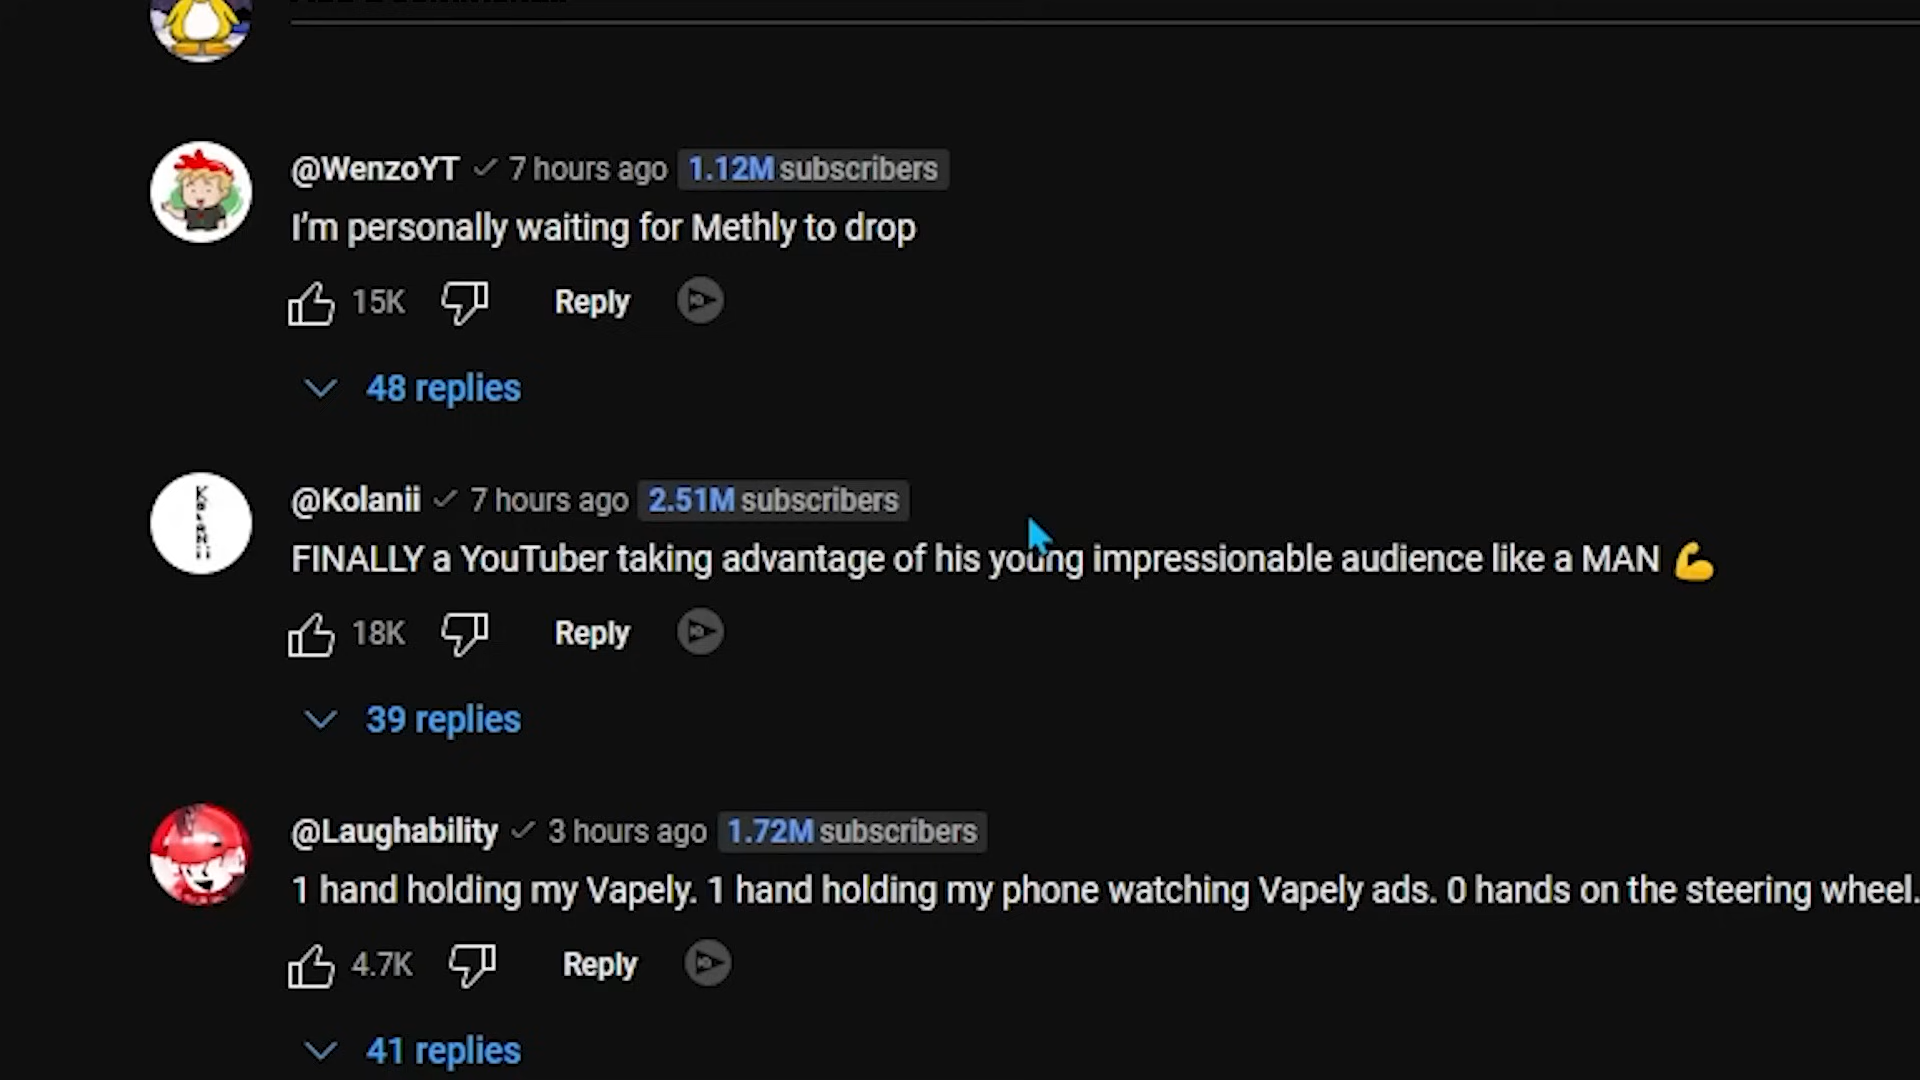 @WenzoYT 7 hours ago 1.12M subscribers
I'm personally waiting for Methly to drop
15K Reply
48 replies
@Kolanii 7 hours ago 2.51M subscribers
FINALLY a YouTuber taking advantage of his young impressionable audience like a MAN 💪
18K Reply
39 replies
@Laughability 3 hours ago 1.72M subscribers
1 hand holding my Vapely. 1 hand holding my phone watching Vapely ads. 0 hands on the steering wheel.
4.7K Reply
41 replies